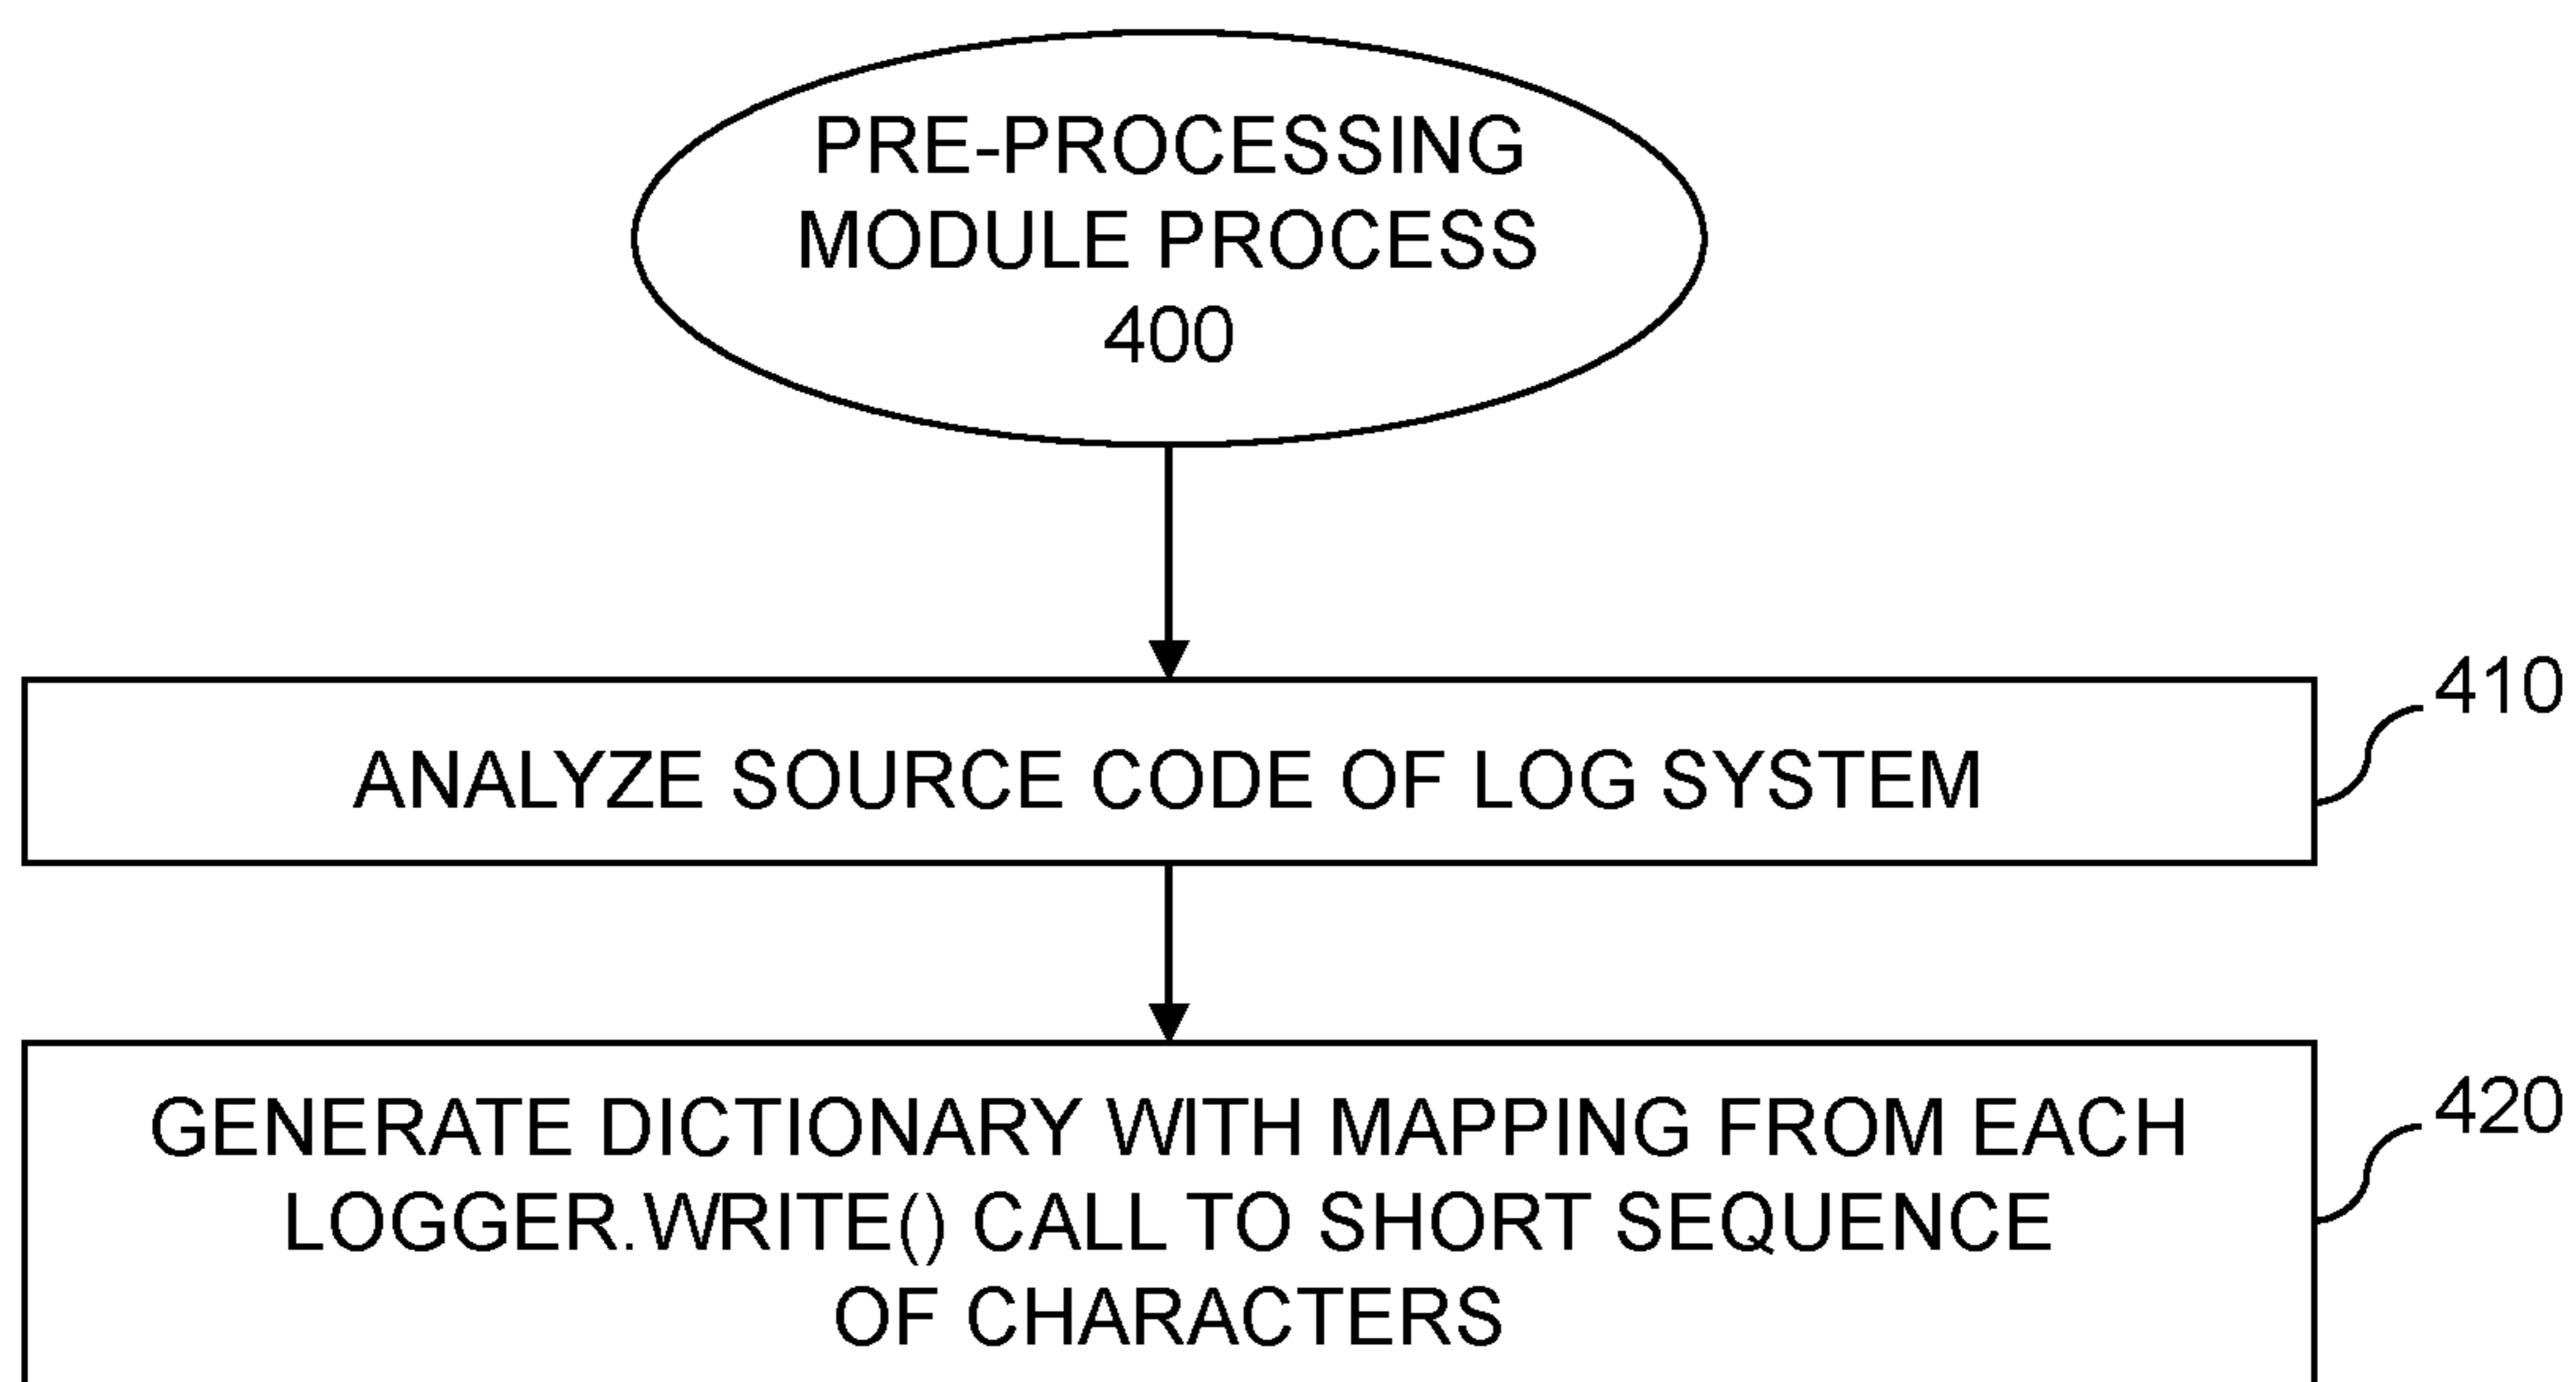 PRE-PROCESSING
MODULE PROCESS
400
410
ANALYZE SOURCE CODE OF LOG SYSTEM
420
GENERATE DICTIONARY WITH MAPPING FROM EACH
LOGGER.WRITE() CALL TO SHORT SEQUENCE
OF CHARACTERS